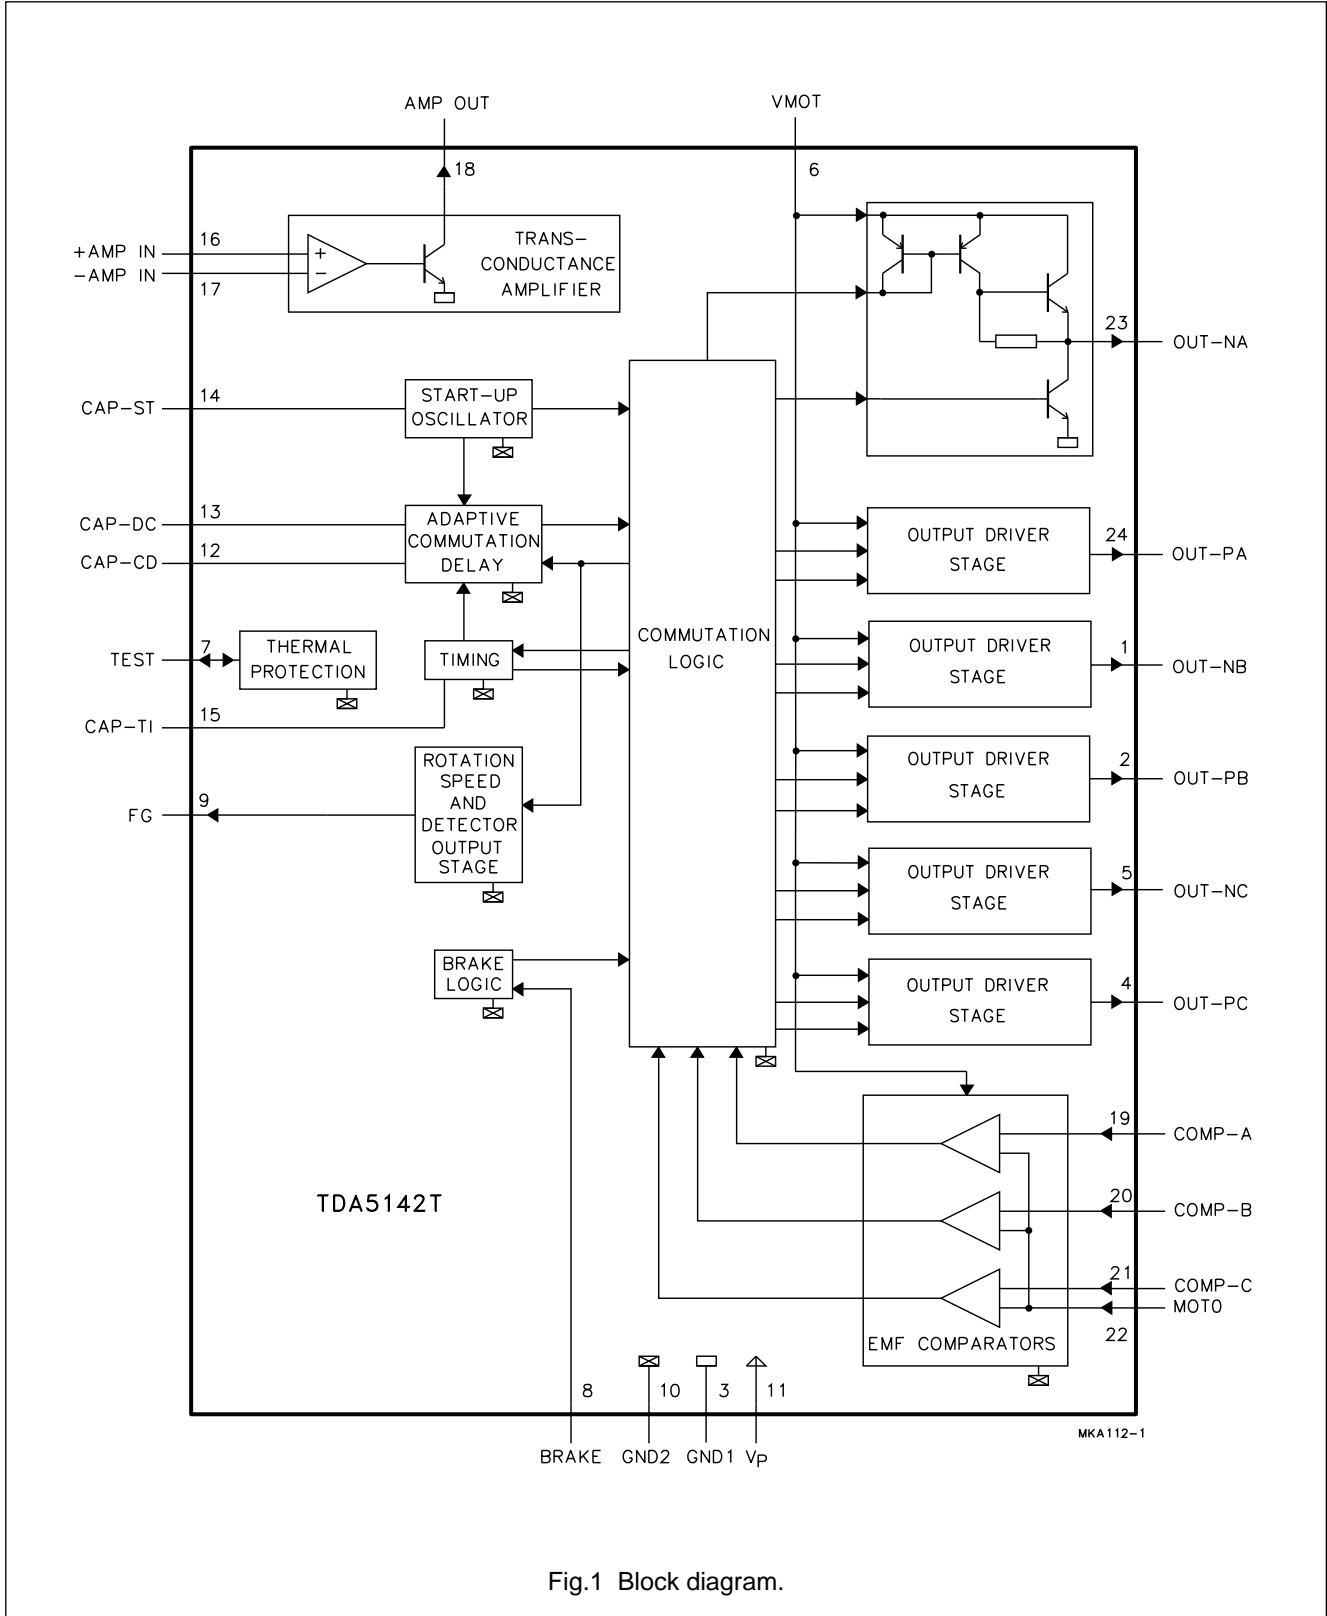 AMP OUT
VMOT
18
6
+AMP IN
16
-AMP IN
17
+
−
TRANS-
CONDUCTANCE
AMPLIFIER
23
OUT-NA
CAP-ST
14
START-UP
OSCILLATOR
CAP-DC
13
CAP-CD
12
ADAPTIVE
COMMUTATION
DELAY
OUTPUT DRIVER
STAGE
24
OUT-PA
TEST
7
THERMAL
PROTECTION
TIMING
COMMUTATION
LOGIC
OUTPUT DRIVER
STAGE
1
OUT-NB
CAP-TI
15
ROTATION
SPEED
AND
DETECTOR
OUTPUT
STAGE
FG
9
OUTPUT DRIVER
STAGE
2
OUT-PB
OUTPUT DRIVER
STAGE
5
OUT-NC
BRAKE
LOGIC
OUTPUT DRIVER
STAGE
4
OUT-PC
19
COMP-A
20
COMP-B
21
COMP-C
MOT0
22
EMF COMPARATORS
TDA5142T
8
10
3
11
BRAKE
GND2
GND1
VP
MKA112-1
Fig.1 Block diagram.